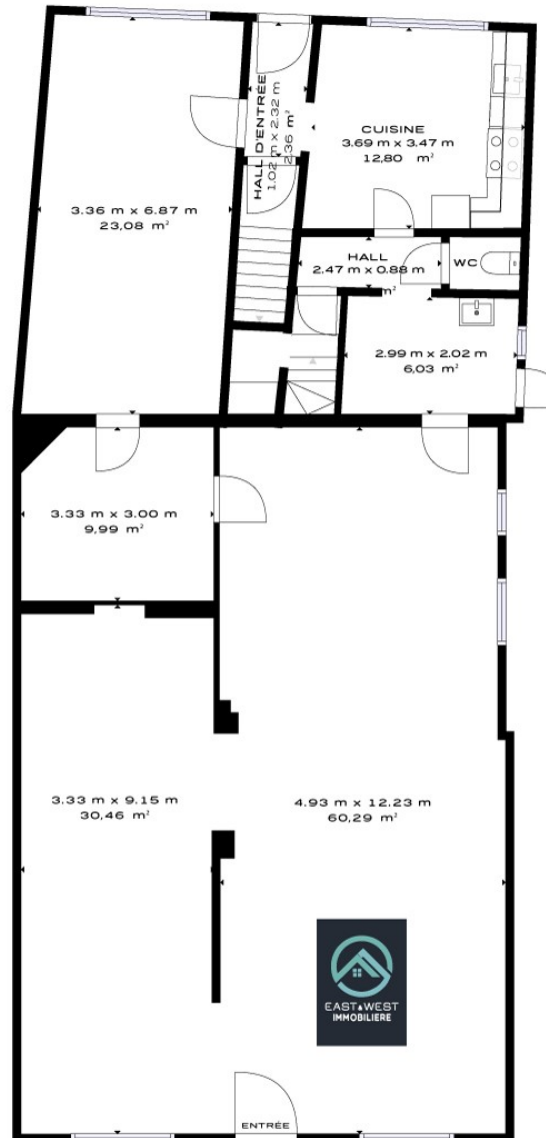 HALL D'ENTRÉE
1.02 m x 2.32 m
2.36 m²
CUISINE
3.69 m x 3.47 m
12,80 m²
3.36 m x 6.87 m
23,08 m²
HALL
2.47 m x 0.88 m
m²
WC
2.99 m x 2.02 m
6,03 m²
3.33 m x 3.00 m
9,99 m²
3.33 m x 9.15 m
30,46 m²
4.93 m x 12.23 m
60,29 m²
EAST WEST
IMMOBILIERE
ENTRÉE